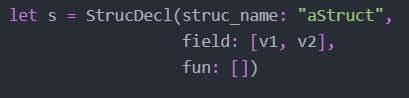 let s = StrucDecl(struc_name: "aStruct",
                  field: [v1, v2],
                  fun: [])